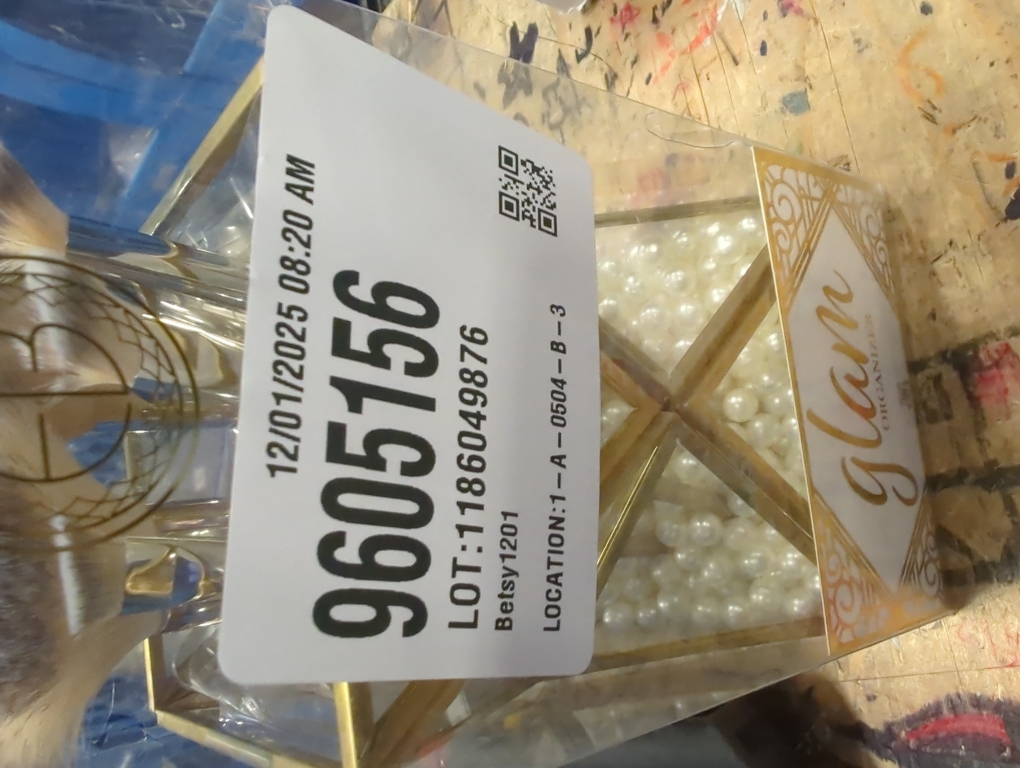 12/01/2025 08:20 AM
9605156
LOT:1186049876
Betsy1201
LOCATION:1-A-0504-B-3
glam
ORGANIZER